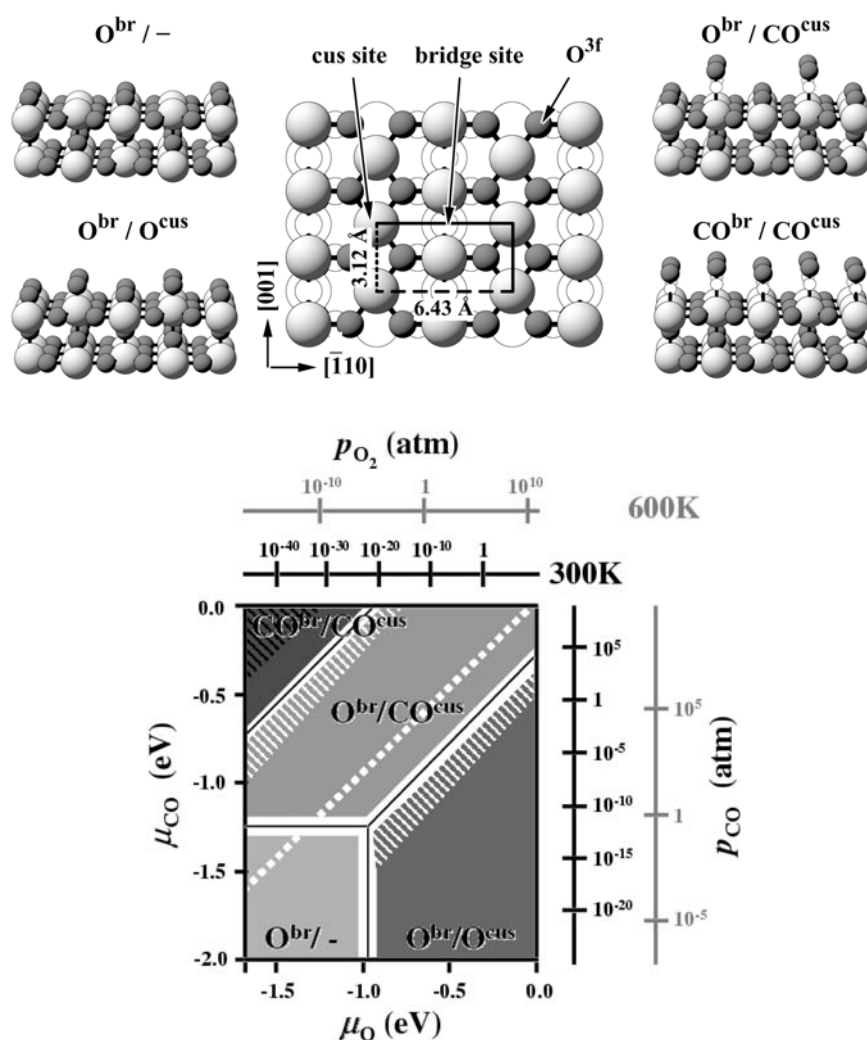 O^br / −
cus site
bridge site
O^3f
O^br / CO^cus
O^br / O^cus
CO^br / CO^cus
3.12 Å
6.43 Å
[001]
[1̄10]
p_O₂ (atm)
10^-10 1 10^10
600K
10^-40 10^-30 10^-20 10^-10 1
300K
0.0
-0.5
-1.0
-1.5
-2.0
μ_CO (eV)
CO^br/CO^cus
O^br/CO^cus
O^br/ -
O^br/O^cus
10^5
1
10^-5
10^-10
10^-15
10^-20
10^5
1
10^-5
p_CO (atm)
-1.5 -1.0 -0.5 0.0
μ_O (eV)